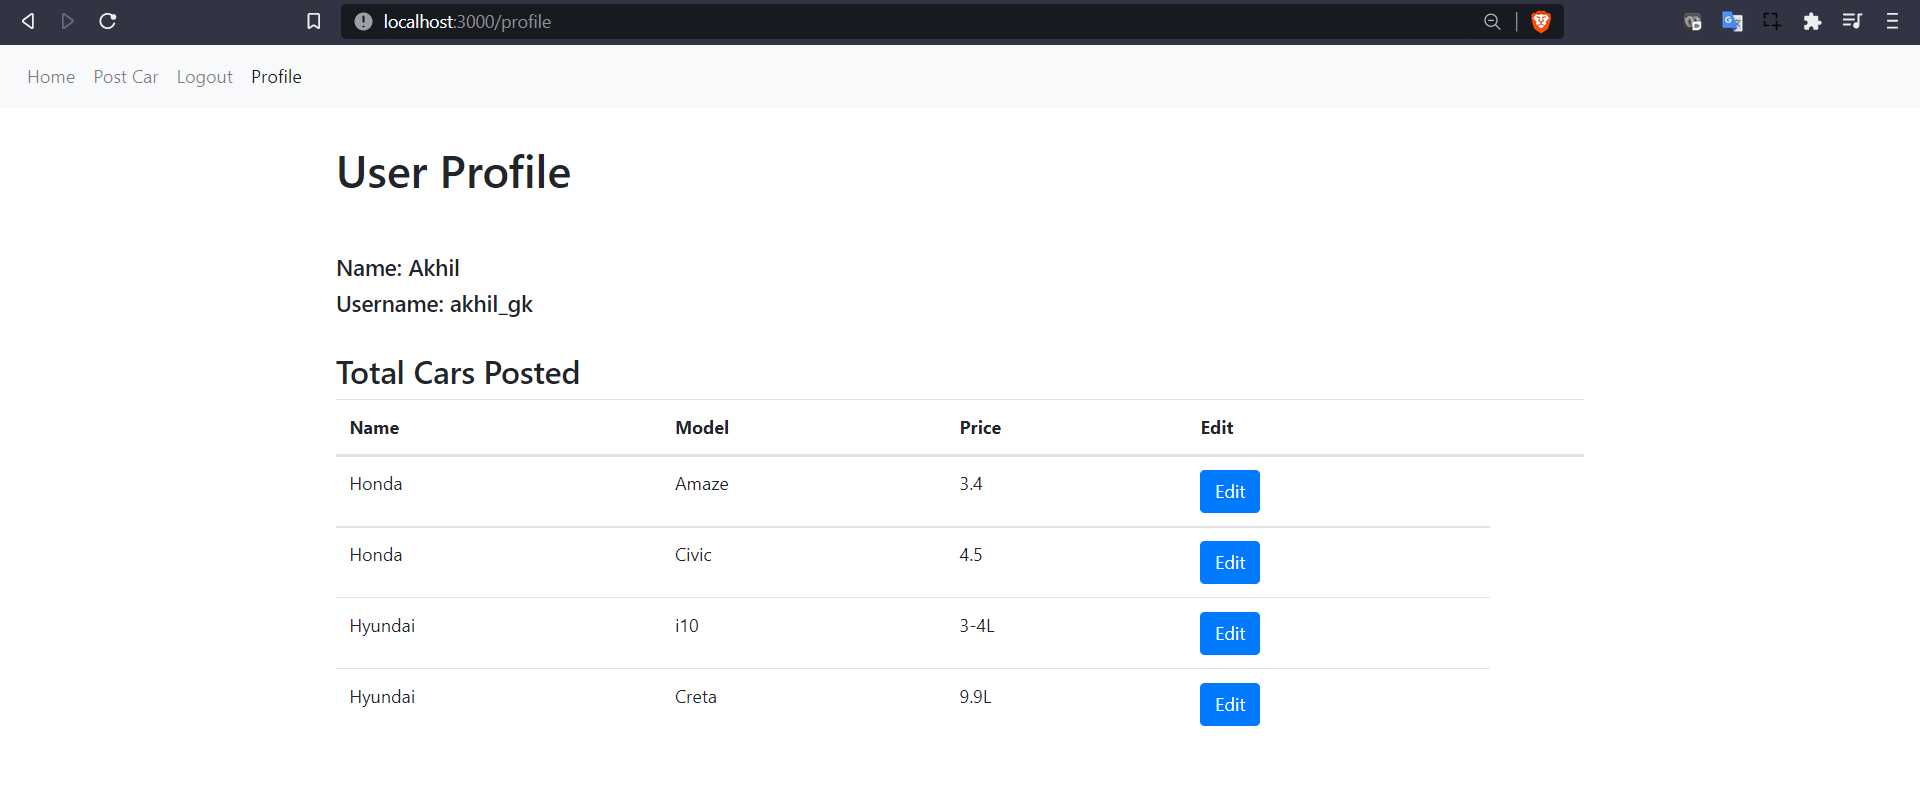 localhost:3000/profile
Home Post Car Logout Profile
User Profile
Name: Akhil
Username: akhil_gk
Total Cars Posted
Name Model Price Edit
Honda Amaze 3.4 Edit
Honda Civic 4.5 Edit
Hyundai i10 3-4L Edit
Hyundai Creta 9.9L Edit